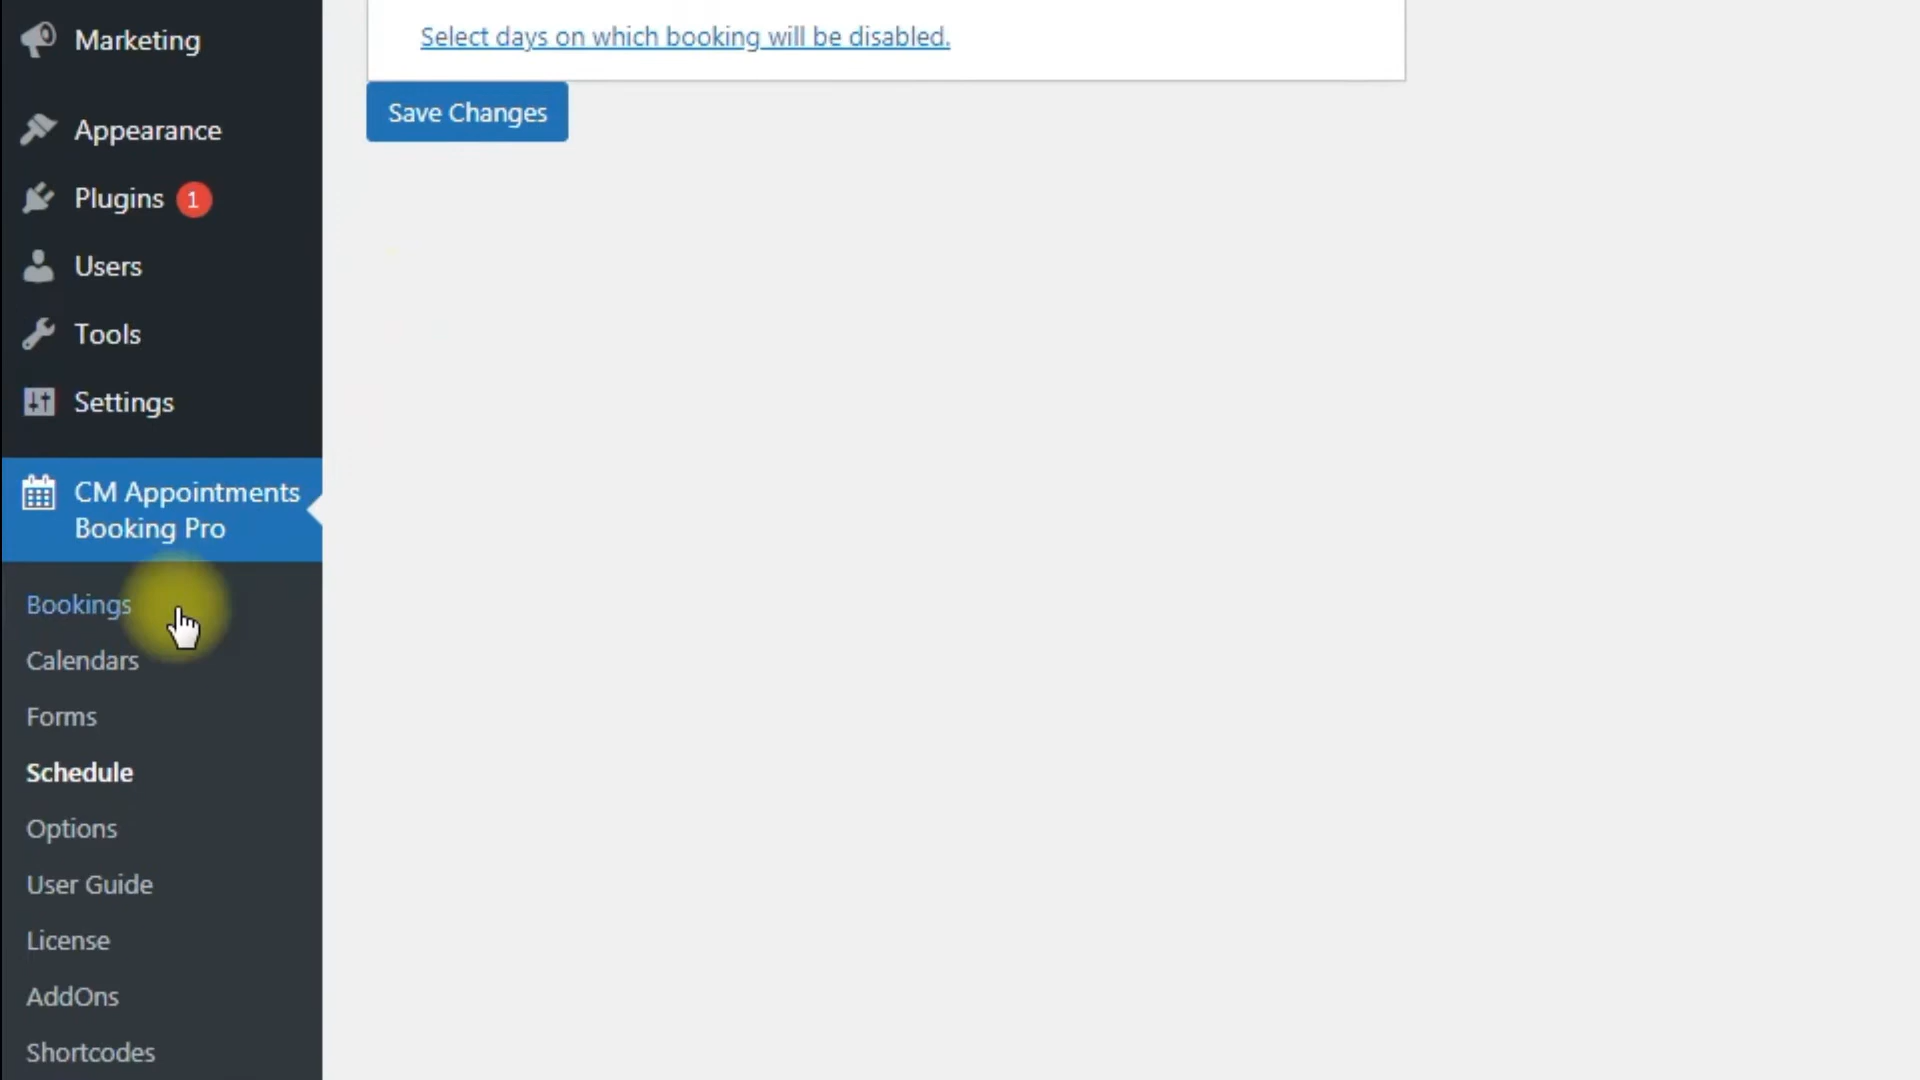 Marketing
Appearance
Plugins 1
Users
Tools
Settings
CM Appointments
Booking Pro
Bookings
Calendars
Forms
Schedule
Options
User Guide
License
AddOns
Shortcodes
Select days on which booking will be disabled.
Save Changes